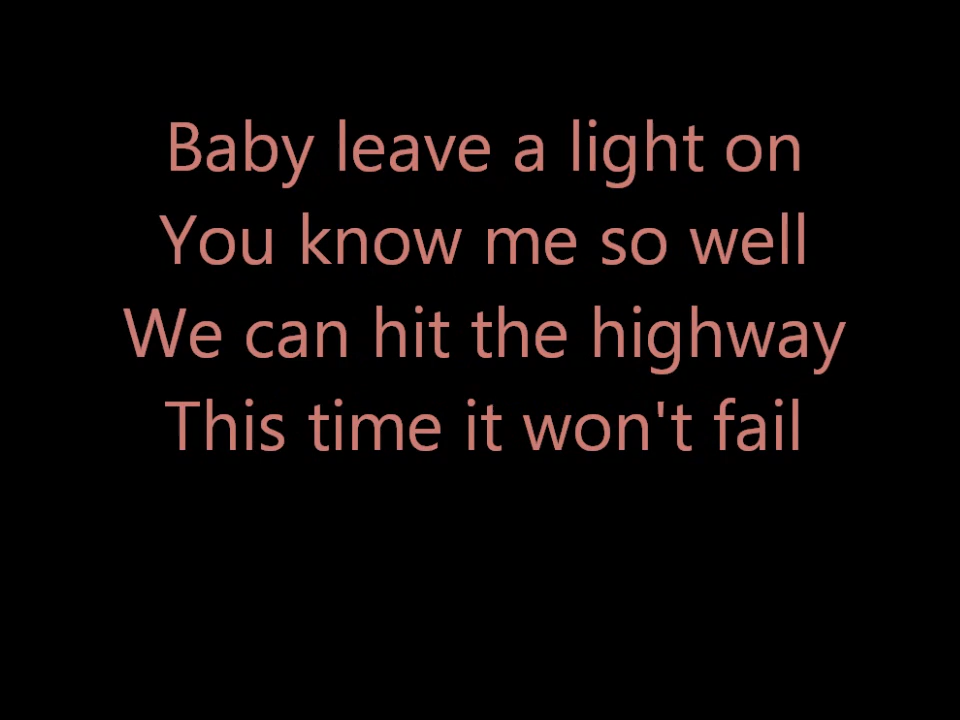 Baby leave a light on
You know me so well
We can hit the highway
This time it won't fail